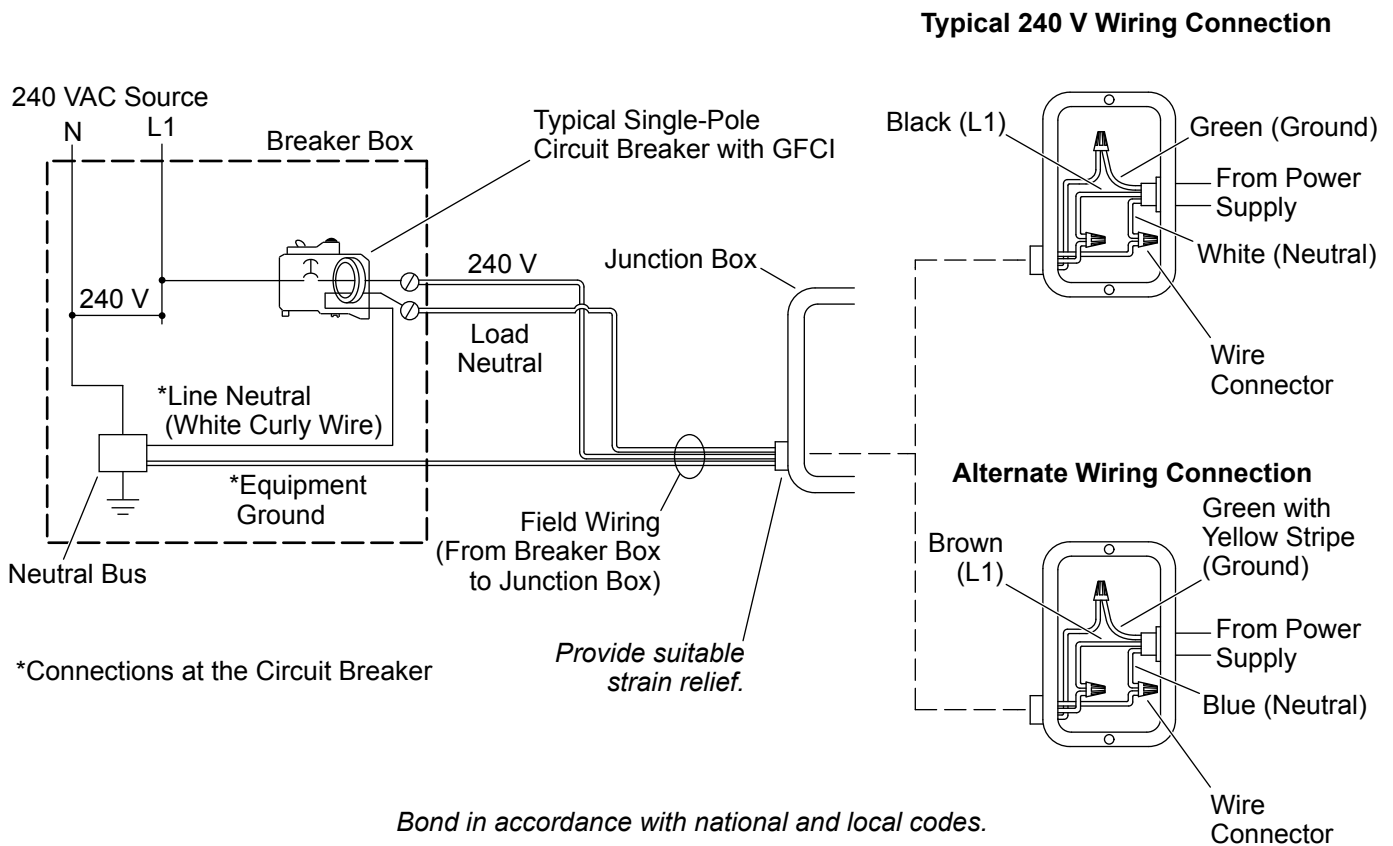 Typical 240 V Wiring Connection
240 VAC Source
N
L1
Breaker Box
Typical Single-Pole
Circuit Breaker with GFCI
Black (L1)
Green (Ground)
From Power
Supply
White (Neutral)
Wire
Connector
240 V
240 V
Load
Neutral
Junction Box
*Line Neutral
(White Curly Wire)
*Equipment
Ground
Neutral Bus
Field Wiring
(From Breaker Box
to Junction Box)
Provide suitable
strain relief.
*Connections at the Circuit Breaker
Alternate Wiring Connection
Brown
(L1)
Green with
Yellow Stripe
(Ground)
From Power
Supply
Blue (Neutral)
Wire
Connector
Bond in accordance with national and local codes.